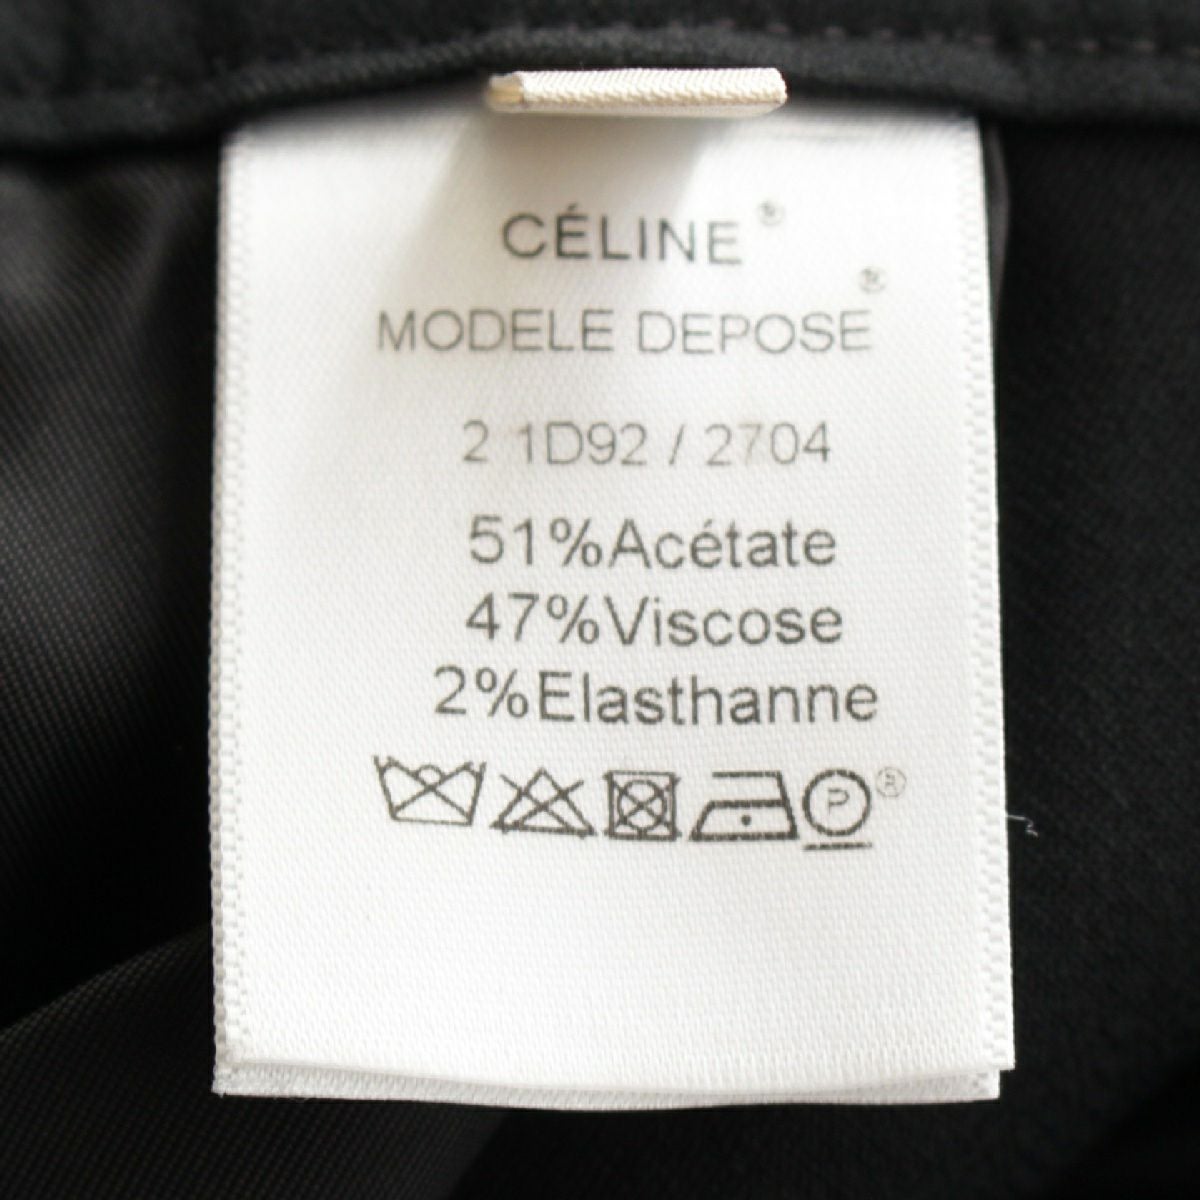 CÉLINE®
MODELE DEPOSE®
2 1D92 / 2704
51%Acétate
47%Viscose
2%Elasthanne
P®